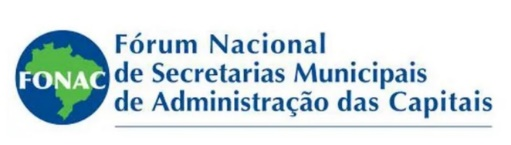 FONAC
Fórum Nacional
de Secretarias Municipais
de Administração das Capitais